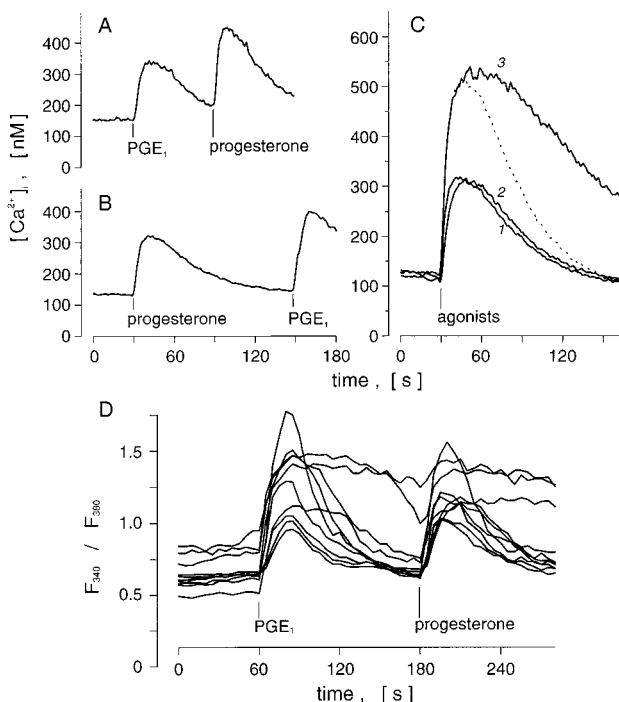 A
400
300
200
100
0
PGE₁
progesterone
B
400
300
200
100
0
progesterone
PGE₁
[Ca²⁺]ᵢ , [nM]
0
60
120
180
time , [s]
C
600
500
400
300
200
100
0
3
2
1
agonists
0
60
120
time , [s]
D
1.5
1.0
0.5
0
F₃₄₀ / F₃₈₀
PGE₁
progesterone
0
60
120
180
240
time , [s]